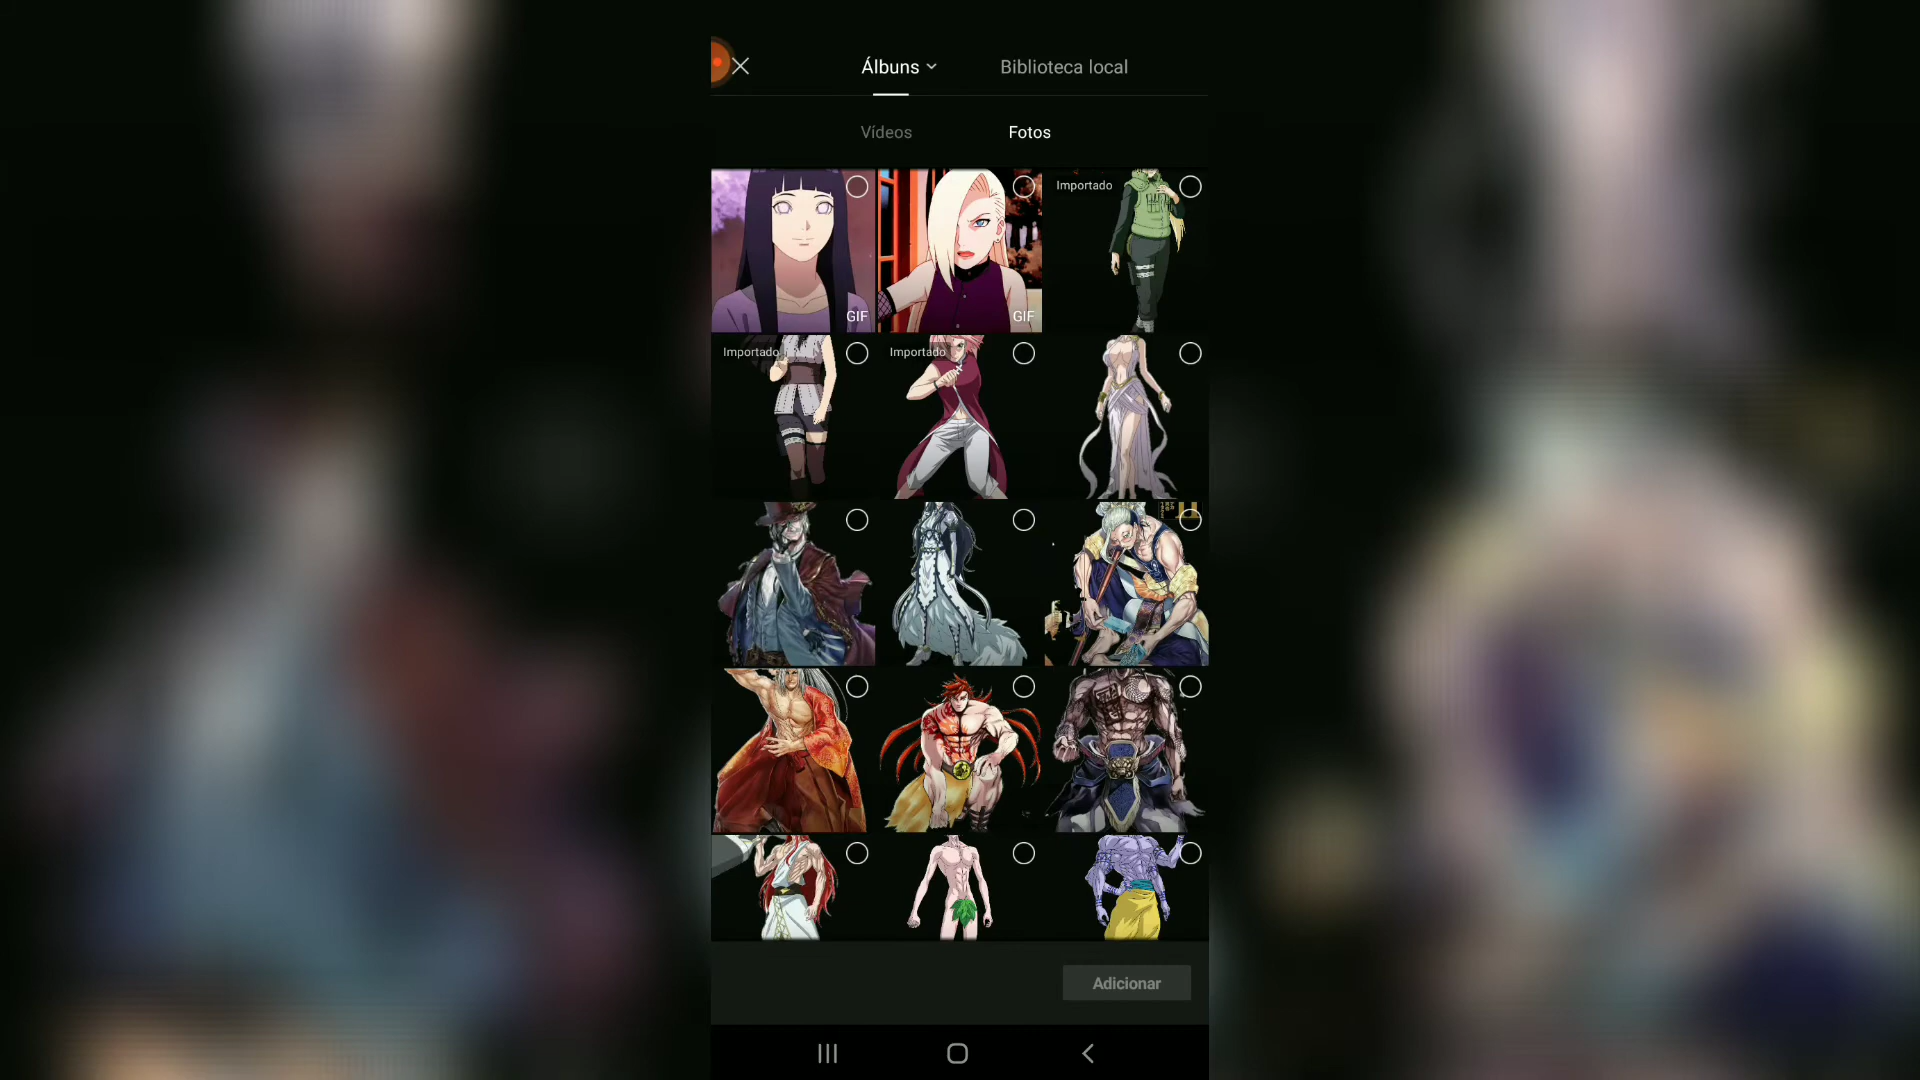 Álbuns
Biblioteca local
Vídeos
Fotos
GIF
GIF
Importado
Importado
Importado
Adicionar